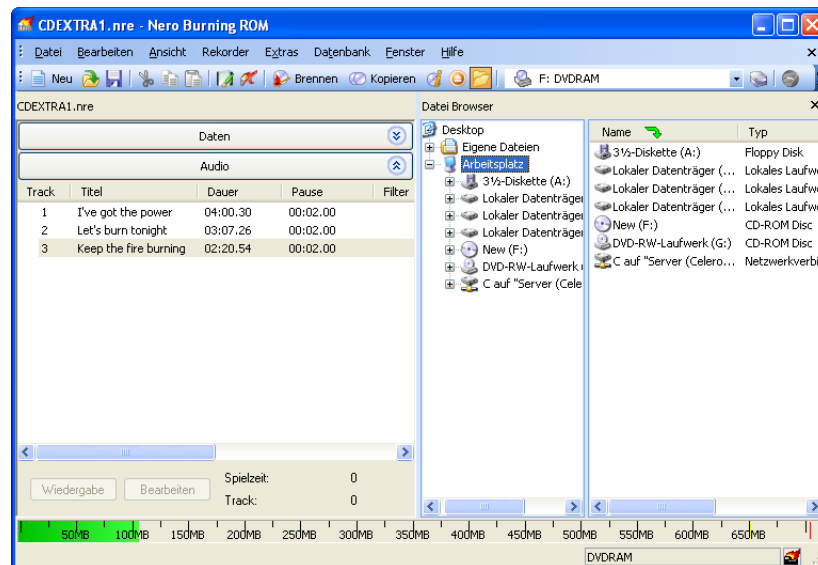 CDEXTRA1.nre - Nero Burning ROM
Datei Bearbeiten Ansicht Rekorder Extras Datenbank Fenster Hilfe
Neu Brennen Kopieren F: DVDRAM
CDEXTRA1.nre
Daten
Audio
Track Titel Dauer Pause Filter
1 I've got the power 04:00.30 00:02.00
2 Let's burn tonight 03:07.26 00:02.00
3 Keep the fire burning 02:20.54 00:02.00
Wiedergabe Bearbeiten
Spielzeit: 0
Track: 0
Datei Browser
Desktop
Eigene Dateien
Arbeitsplatz
3½-Diskette (A:)
Lokaler Datenträger
Lokaler Datenträger
Lokaler Datenträger
New (F:)
DVD-RW-Laufwerk
C auf "Server (Cele
Name Typ
3½-Diskette (A:) Floppy Disk
Lokaler Datenträger (... Lokales Laufwe
Lokaler Datenträger (... Lokales Laufwe
Lokaler Datenträger (... Lokales Laufwe
New (F:) CD-ROM Disc
DVD-RW-Laufwerk (G:) CD-ROM Disc
C auf "Server (Celero... Netzwerkverbi
50MB 100MB 150MB 200MB 250MB 300MB 350MB 400MB 450MB 500MB 550MB 600MB 650MB
DVDRAM